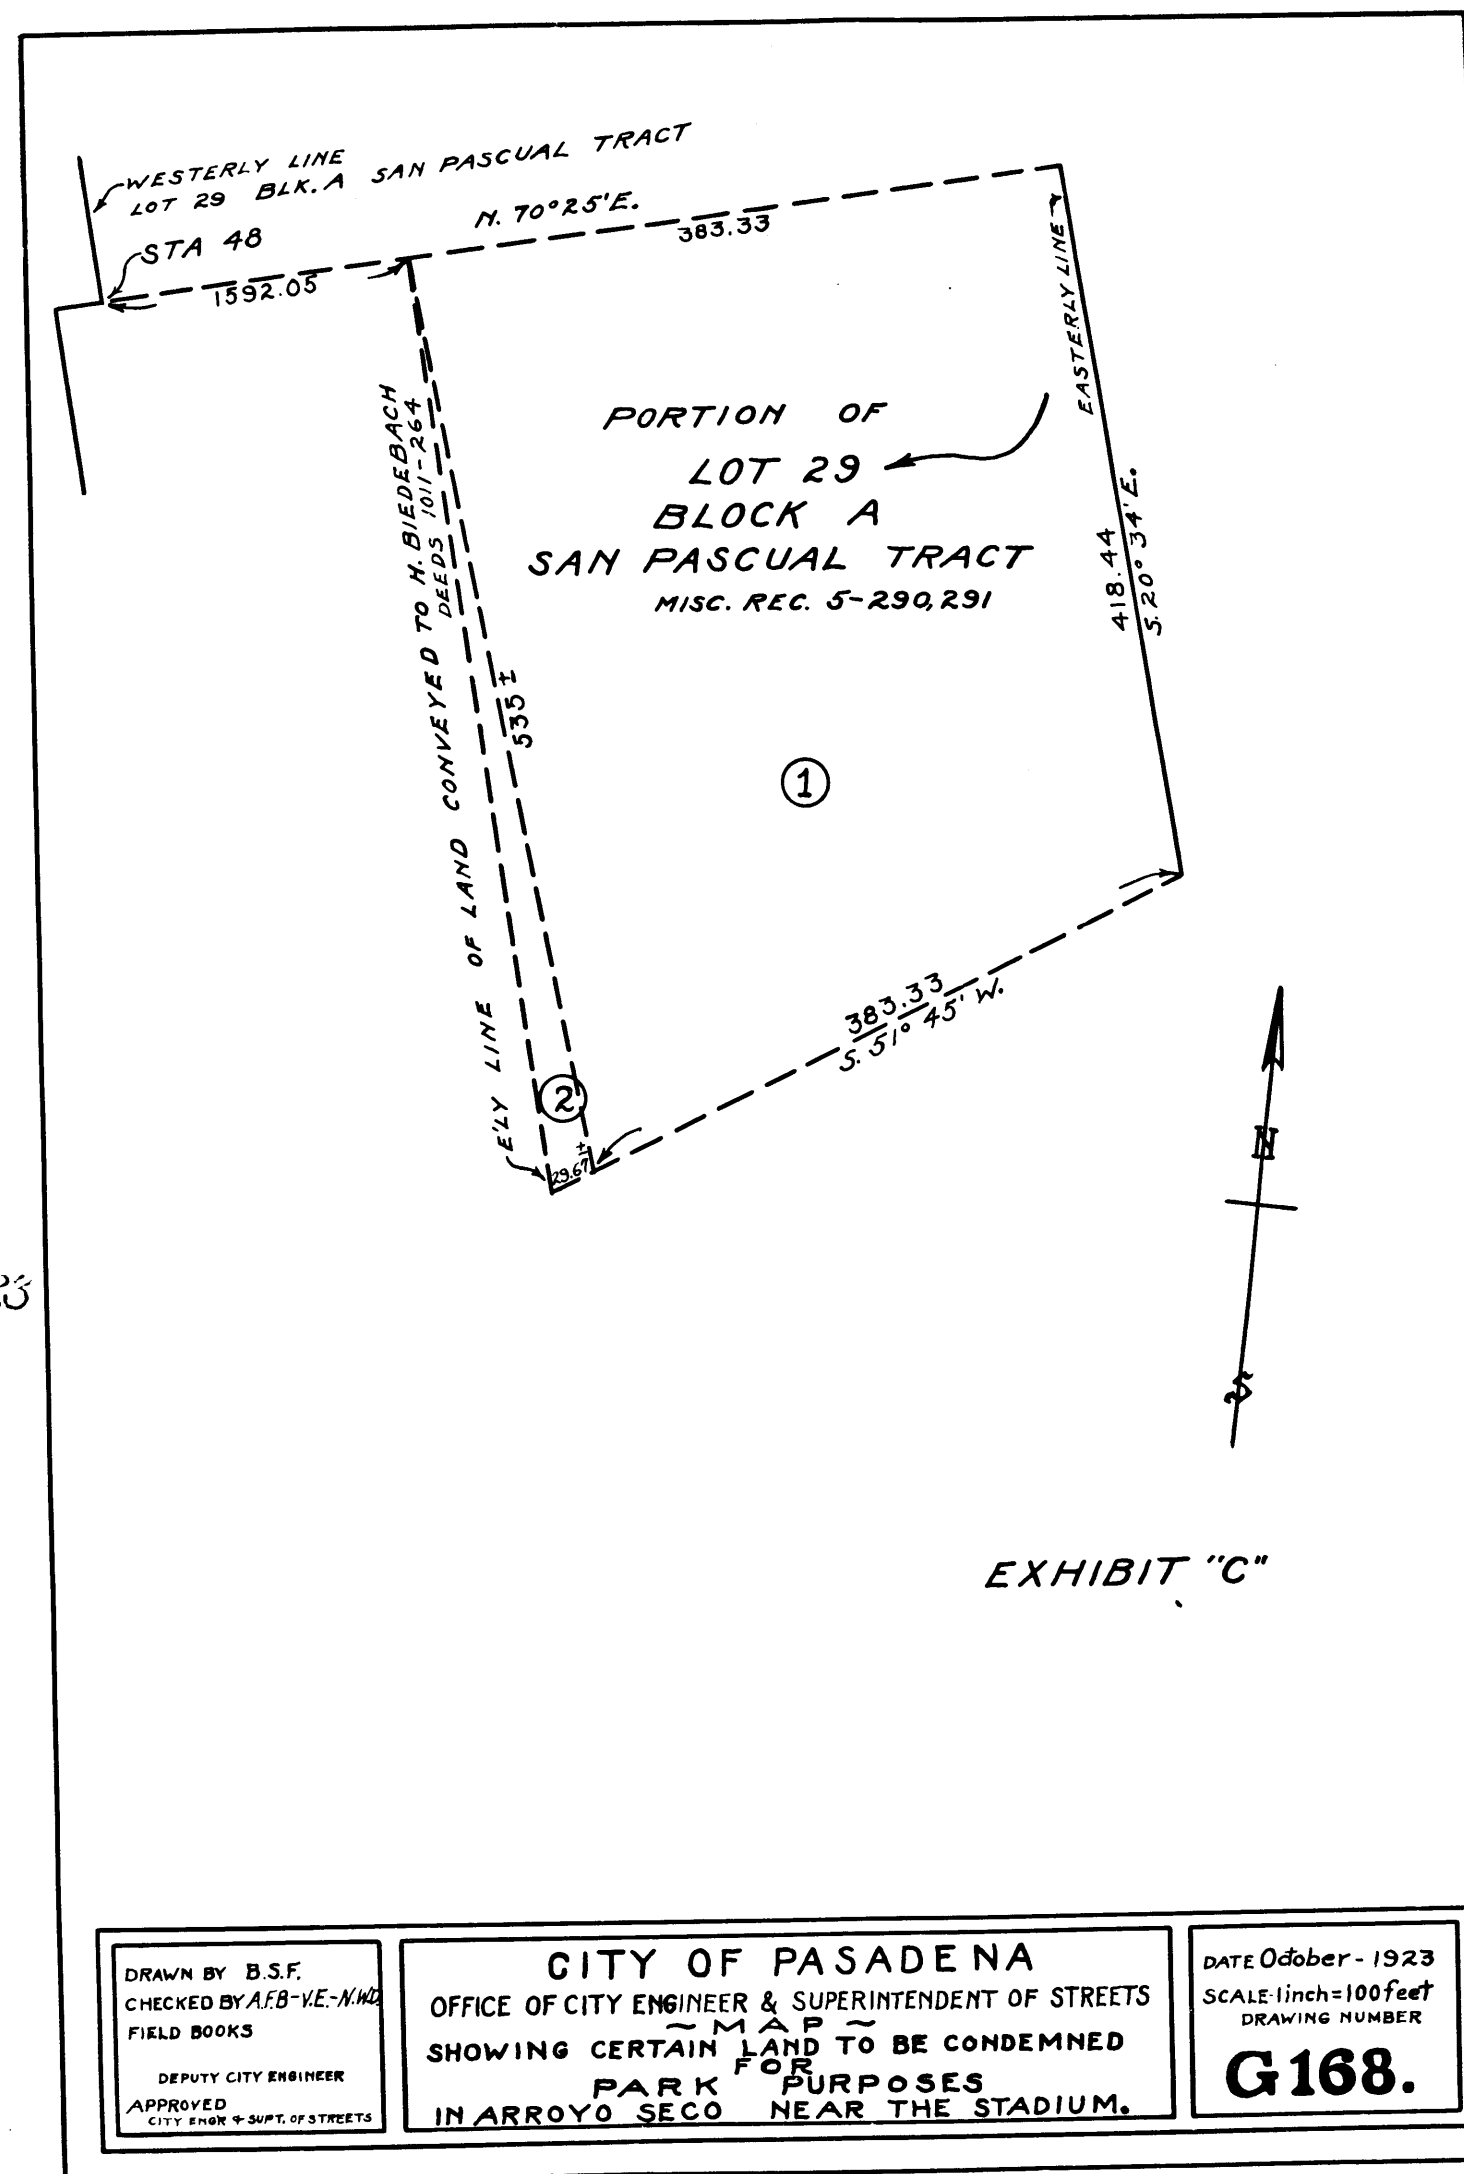 WESTERLY LINE
LOT 29 BLK. A SAN PASCUAL TRACT
STA 48
N. 70°25'E.
383.33
1592.05
EASTERLY LINE
E'LY LINE OF LAND CONVEYED TO H. BIEDEBACH
DEEDS 1011-264
PORTION OF
LOT 29
BLOCK A
SAN PASCUAL TRACT
MISC. REC. 5-290,291
418.44
S. 20° 34' E.
535 ±
1
383.33
S. 51° 45' W.
2
29.67 ±
N
S
EXHIBIT "C"
DRAWN BY B.S.F.
CHECKED BY A.F.B-V.E.-N.W.D.
FIELD BOOKS
DEPUTY CITY ENGINEER
APPROVED
CITY ENGR & SUPT. OF STREETS
CITY OF PASADENA
OFFICE OF CITY ENGINEER & SUPERINTENDENT OF STREETS
~ MAP ~
SHOWING CERTAIN LAND TO BE CONDEMNED
FOR
PARK PURPOSES
IN ARROYO SECO NEAR THE STADIUM.
DATE October - 1923
SCALE-1inch=100feet
DRAWING NUMBER
G168.